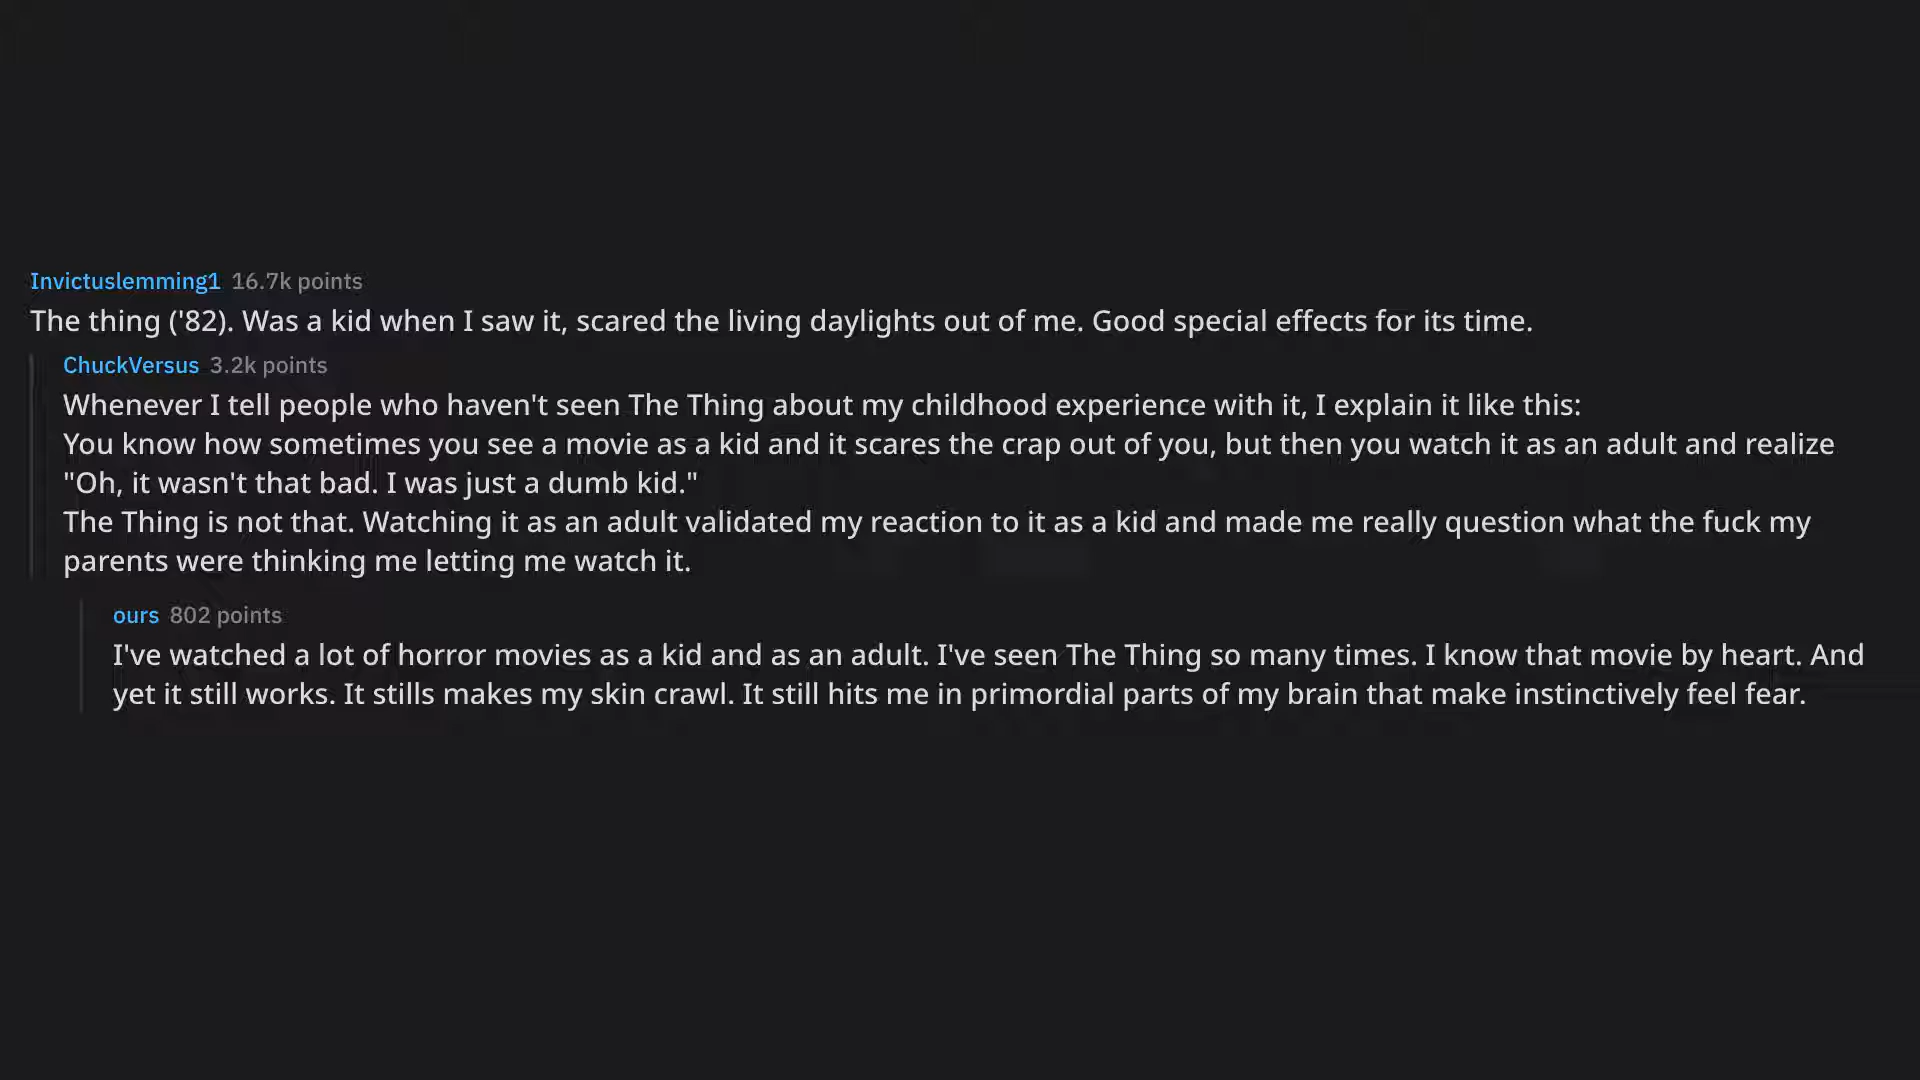 Invictuslemming1 16.7k points
The thing ('82). Was a kid when I saw it, scared the living daylights out of me. Good special effects for its time.
ChuckVersus 3.2k points
Whenever I tell people who haven't seen The Thing about my childhood experience with it, I explain it like this:
You know how sometimes you see a movie as a kid and it scares the crap out of you, but then you watch it as an adult and realize
"Oh, it wasn't that bad. I was just a dumb kid."
The Thing is not that. Watching it as an adult validated my reaction to it as a kid and made me really question what the fuck my
parents were thinking me letting me watch it.
ours 802 points
I've watched a lot of horror movies as a kid and as an adult. I've seen The Thing so many times. I know that movie by heart. And
yet it still works. It stills makes my skin crawl. It still hits me in primordial parts of my brain that make instinctively feel fear.